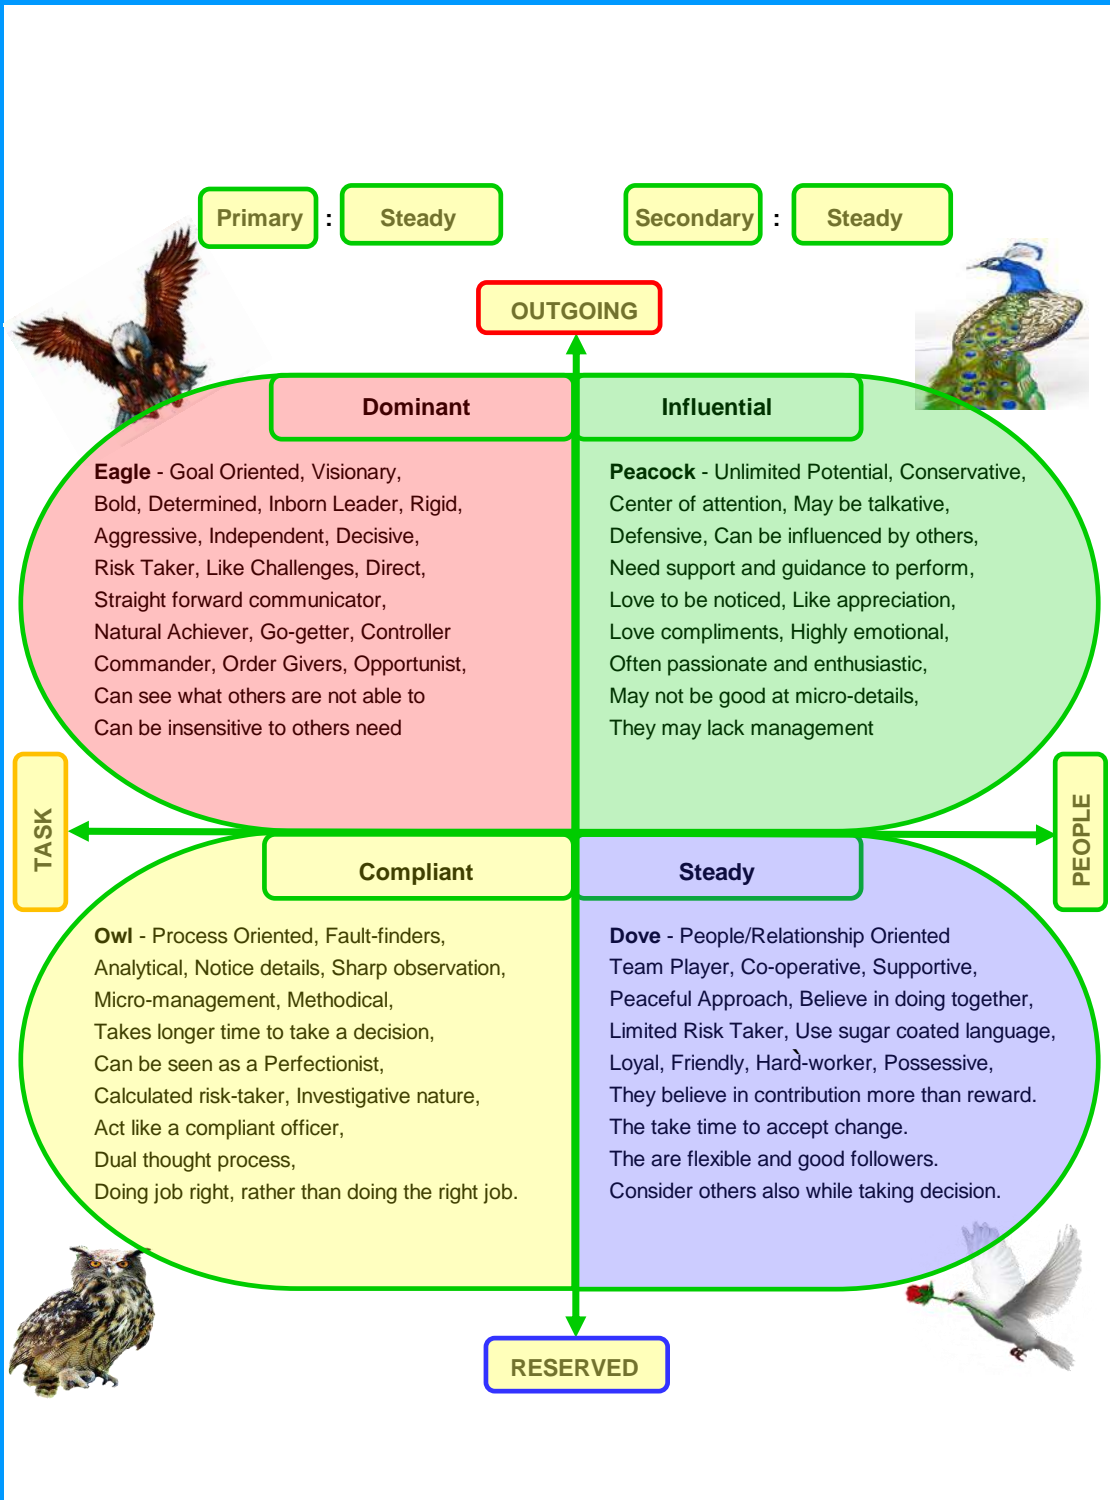 Primary : Steady
Secondary : Steady
OUTGOING
Dominant
Influential
Eagle - Goal Oriented, Visionary,
Bold, Determined, Inborn Leader, Rigid,
Aggressive, Independent, Decisive,
Risk Taker, Like Challenges, Direct,
Straight forward communicator,
Natural Achiever, Go-getter, Controller
Commander, Order Givers, Opportunist,
Can see what others are not able to
Can be insensitive to others need
Peacock - Unlimited Potential, Conservative,
Center of attention, May be talkative,
Defensive, Can be influenced by others,
Need support and guidance to perform,
Love to be noticed, Like appreciation,
Love compliments, Highly emotional,
Often passionate and enthusiastic,
May not be good at micro-details,
They may lack management
TASK
PEOPLE
Compliant
Steady
Owl - Process Oriented, Fault-finders,
Analytical, Notice details, Sharp observation,
Micro-management, Methodical,
Takes longer time to take a decision,
Can be seen as a Perfectionist,
Calculated risk-taker, Investigative nature,
Act like a compliant officer,
Dual thought process,
Doing job right, rather than doing the right job.
Dove - People/Relationship Oriented
Team Player, Co-operative, Supportive,
Peaceful Approach, Believe in doing together,
Limited Risk Taker, Use sugar coated language,
Loyal, Friendly, Hard-worker, Possessive,
They believe in contribution more than reward.
The take time to accept change.
The are flexible and good followers.
Consider others also while taking decision.
RESERVED